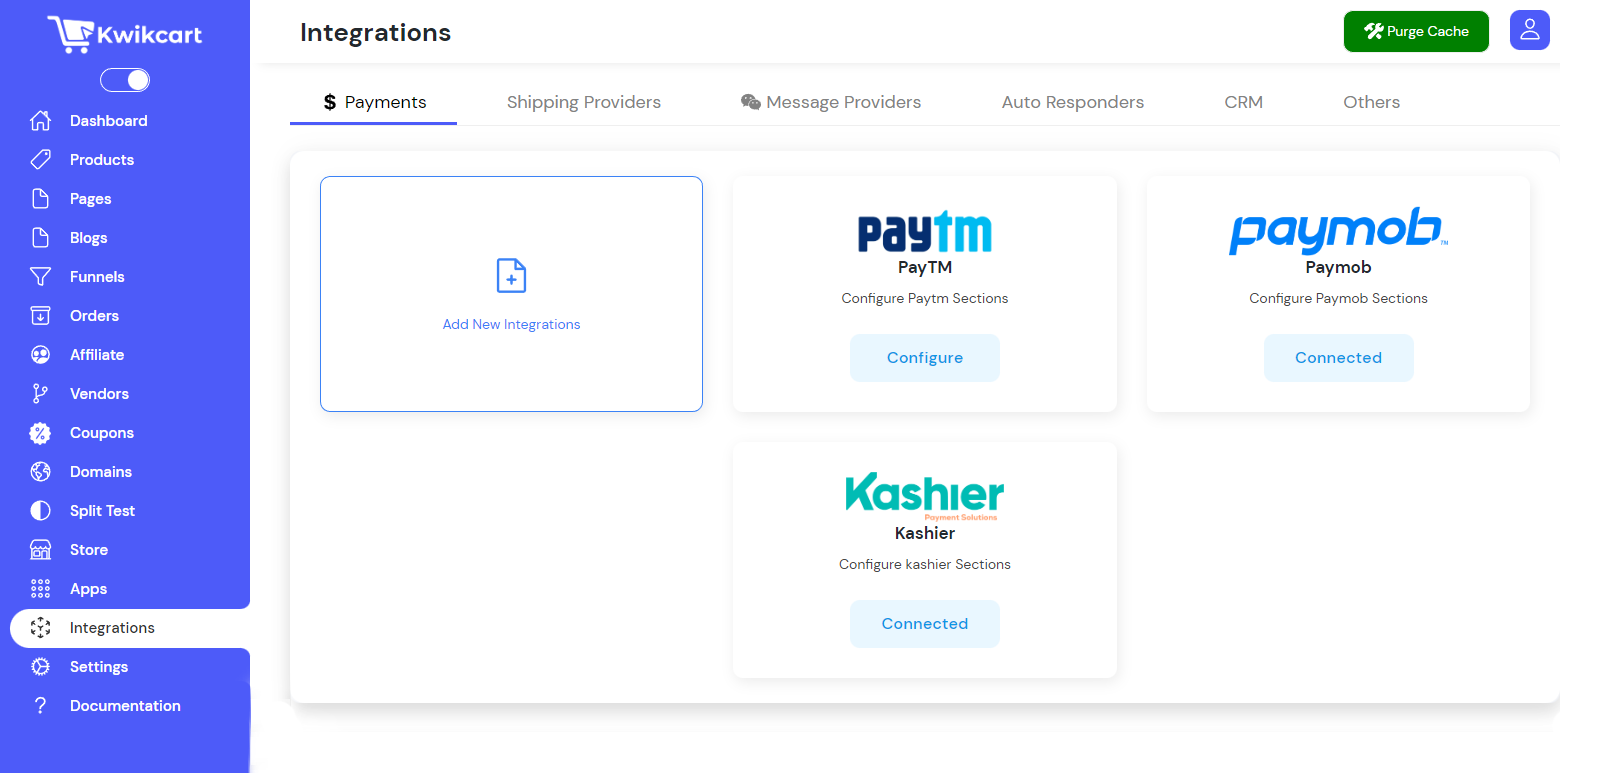 Kwikcart
Dashboard
Products
Pages
Blogs
Funnels
Orders
Affiliate
Vendors
Coupons
Domains
Split Test
Store
Apps
Integrations
Settings
? Documentation
Integrations
Purge Cache
$ Payments
Shipping Providers
Message Providers
Auto Responders
CRM
Others
Add New Integrations
paytm
PayTM
Configure Paytm Sections
Configure
paymob™
Paymob
Configure Paymob Sections
Connected
Kashier
Payment Solutions
Kashier
Configure kashier Sections
Connected